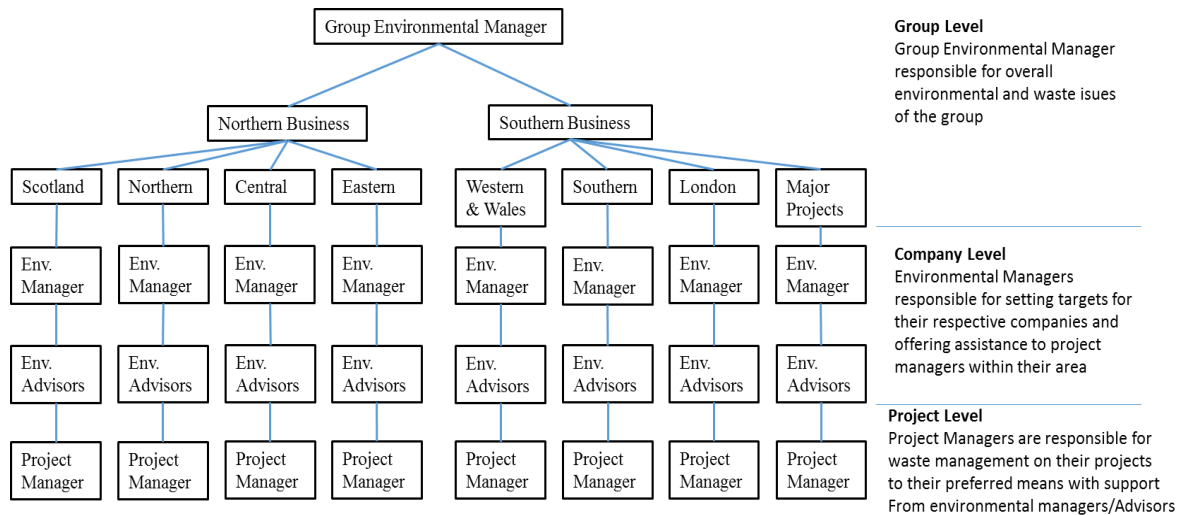 Group Environmental Manager
Northern Business
Southern Business
Scotland
Northern
Central
Eastern
Western
& Wales
Southern
London
Major
Projects
Env.
Manager
Env.
Manager
Env.
Manager
Env.
Manager
Env.
Manager
Env.
Manager
Env.
Manager
Env.
Manager
Env.
Advisors
Env.
Advisors
Env.
Advisors
Env.
Advisors
Env.
Advisors
Env.
Advisors
Env.
Advisors
Env.
Advisors
Project
Manager
Project
Manager
Project
Manager
Project
Manager
Project
Manager
Project
Manager
Project
Manager
Project
Manager
Group Level
Group Environmental Manager
responsible for overall
environmental and waste isues
of the group
Company Level
Environmental Managers
responsible for setting targets for
their respective companies and
offering assistance to project
managers within their area
Project Level
Project Managers are responsible for
waste management on their projects
to their preferred means with support
From environmental managers/Advisors